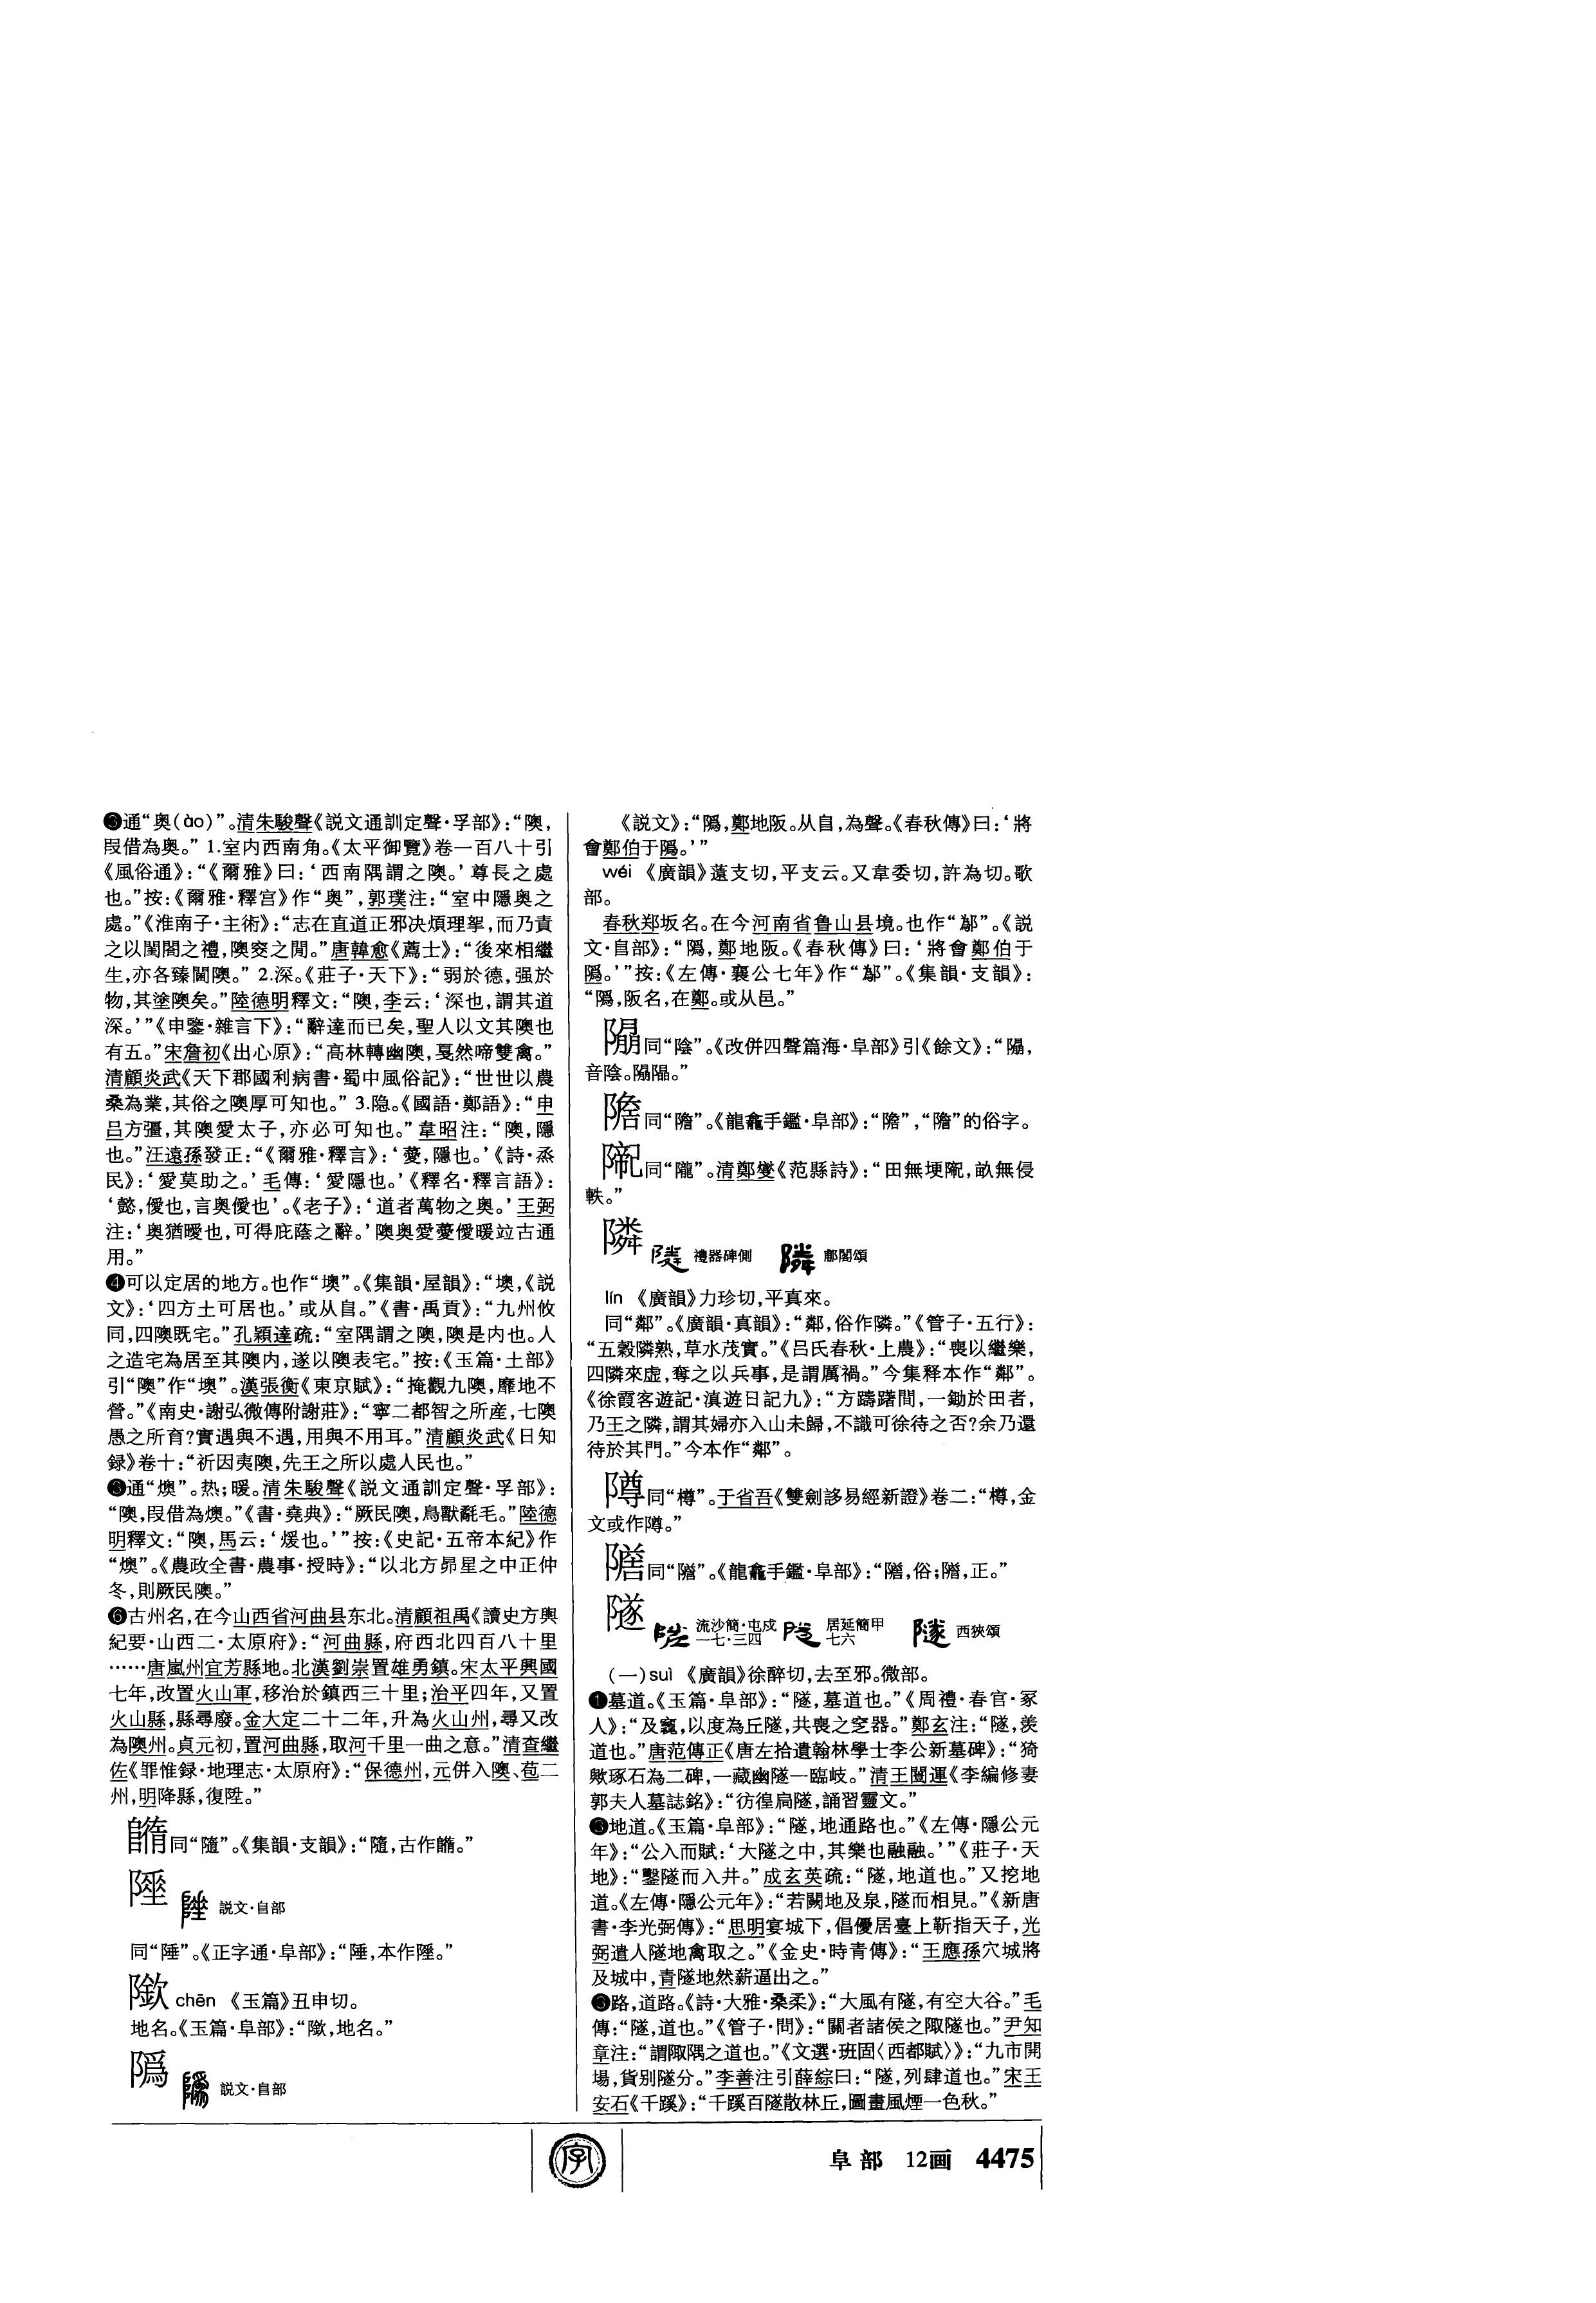 ❸通“奥(ào)”。清朱駿聲《説文通訓定聲·孚部》：“隩，
叚借為奥。” 1.室内西南角。《太平御覽》卷一百八十引
《風俗通》：“《爾雅》曰：‘西南隅謂之隩。’尊長之處
也。”按：《爾雅·釋宫》作“奥”，郭璞注：“室中隱奥之
處。”《淮南子·主術》：“志在直道正邪决煩理挐，而乃責
之以閨閤之禮，隩窔之閒。”唐韓愈《薦士》：“後來相繼
生，亦各臻閫隩。” 2.深。《莊子·天下》：“弱於德，强於
物，其塗隩矣。”陸德明釋文：“隩，李云：‘深也，謂其道
深。’”《申鑒·雜言下》：“辭達而已矣，聖人以文其隩也
有五。”宋詹初《出心原》：“高林轉幽隩，戛然啼雙禽。”
清顧炎武《天下郡國利病書·蜀中風俗記》：“世世以農
桑為業，其俗之隩厚可知也。” 3.隐。《國語·鄭語》：“申
吕方彊，其隩愛太子，亦必可知也。”韋昭注：“隩，隱
也。”汪遠孫發正：“《爾雅·釋言》：‘薆，隱也。’《詩·烝
民》：‘愛莫助之。’毛傳：‘愛隱也。’《釋名·釋言語》：
‘懿，僾也，言奥僾也’。《老子》：‘道者萬物之奥。’王弼
注：‘奥猶曖也，可得庇蔭之辭。’隩奥愛薆僾暖竝古通
用。”
❹可以定居的地方。也作“墺”。《集韻·屋韻》：“墺，《説
文》：‘四方土可居也。’或从𨸏。”《書·禹貢》：“九州攸
同，四隩既宅。”孔穎達疏：“室隅謂之隩，隩是内也。人
之造宅為居至其隩内，遂以隩表宅。”按：《玉篇·土部》
引“隩”作“墺”。漢張衡《東京賦》：“掩觀九隩，靡地不
營。”《南史·謝弘微傳附謝莊》：“寧二都智之所産，七隩
愚之所育？實遇與不遇，用與不用耳。”清顧炎武《日知
録》卷十：“祈因夷隩，先王之所以處人民也。”
❺通“燠”。热；暖。清朱駿聲《説文通訓定聲·孚部》：
“隩，叚借為燠。”《書·堯典》：“厥民隩，鳥獸氄毛。”陸德
明釋文：“隩，馬云：‘煖也。’”按：《史記·五帝本紀》作
“燠”。《農政全書·農事·授時》：“以北方昴星之中正仲
冬，則厥民隩。”
❻古州名，在今山西省河曲县东北。清顧祖禹《讀史方輿
紀要·山西二·太原府》：“河曲縣，府西北四百八十里
……唐嵐州宜芳縣地。北漢劉崇置雄勇鎮。宋太平興國
七年，改置火山軍，移治於鎮西三十里；治平四年，又置
火山縣，縣尋廢。金大定二十二年，升為火山州，尋又改
為隩州。貞元初，置河曲縣，取河千里一曲之意。”清查繼
佐《罪惟録·地理志·太原府》：“保德州，元併入隩、苞二
州，明降縣，復陞。”
同“隨”。《集韻·支韻》：“隨，古作。”
説文·𨸏部
同“陲”。《正字通·阜部》：“陲，本作。”
chēn 《玉篇》丑申切。
地名。《玉篇·阜部》：“，地名。”
隖 説文·𨸏部
《説文》：“，鄭地阪。从𨸏，為聲。《春秋傳》曰：‘將
會鄭伯于。’”
wéi 《廣韻》薳支切，平支云。又韋委切，許為切。歌
部。
春秋郑坂名。在今河南省鲁山县境。也作“鄬”。《説
文·𨸏部》：“，鄭地阪。《春秋傳》曰：‘將會鄭伯于
。’”按：《左傳·襄公七年》作“鄬”。《集韻·支韻》：
“，阪名，在鄭。或从邑。”
同“陰”。《改併四聲篇海·阜部》引《餘文》：“，
音陰。。”
同“”。《龍龕手鑑·阜部》：“”，“”的俗字。
同“隴”。清鄭燮《范縣詩》：“田無埂，畝無侵
軼。”
隣 禮器碑側 郙閣頌
lín 《廣韻》力珍切，平真來。
同“鄰”。《廣韻·真韻》：“鄰，俗作隣。”《管子·五行》：
“五穀隣熟，草水茂實。”《吕氏春秋·上農》：“喪以繼樂，
四隣來虚，奪之以兵事，是謂厲禍。”今集释本作“鄰”。
《徐霞客遊記·滇遊日記九》：“方躊躇間，一鋤於田者，
乃王之隣，謂其婦亦入山未歸，不識可徐待之否？余乃還
待於其門。”今本作“鄰”。
同“樽”。于省吾《雙劍誃易經新證》卷二：“樽，金
文或作。”
同“”。《龍龕手鑑·阜部》：“，俗；，正。”
隧 流沙簡·屯戍一七·三四 居延簡甲七六 西狹頌
(一)suì 《廣韻》徐醉切，去至邪。微部。
❶墓道。《玉篇·阜部》：“隧，墓道也。”《周禮·春官·冢
人》：“及竁，以度為丘隧，共喪之窆器。”鄭玄注：“隧，羡
道也。”唐范傳正《唐左拾遺翰林學士李公新墓碑》：“猗
歟琢石為二碑，一藏幽隧一臨岐。”清王闓運《李編修妻
郭夫人墓誌銘》：“彷徨扃隧，誦習靈文。”
❷地道。《玉篇·阜部》：“隧，地通路也。”《左傳·隱公元
年》：“公入而賦：‘大隧之中，其樂也融融。’”《莊子·天
地》：“鑿隧而入井。”成玄英疏：“隧，地道也。”又挖地
道。《左傳·隱公元年》：“若闕地及泉，隧而相見。”《新唐
書·李光弼傳》：“思明宴城下，倡優居臺上靳指天子，光
弼遣人隧地禽取之。”《金史·時青傳》：“王應孫穴城將
及城中，青隧地然薪逼出之。”
❸路，道路。《詩·大雅·桑柔》：“大風有隧，有空大谷。”毛
傳：“隧，道也。”《管子·問》：“關者諸侯之陬隧也。”尹知
章注：“謂陬隅之道也。”《文選·班固〈西都賦〉》：“九市開
場，貨别隧分。”李善注引薛綜曰：“隧，列肆道也。”宋王
安石《千蹊》：“千蹊百隧散林丘，圖畫風煙一色秋。”
字
阜部 12画 4475